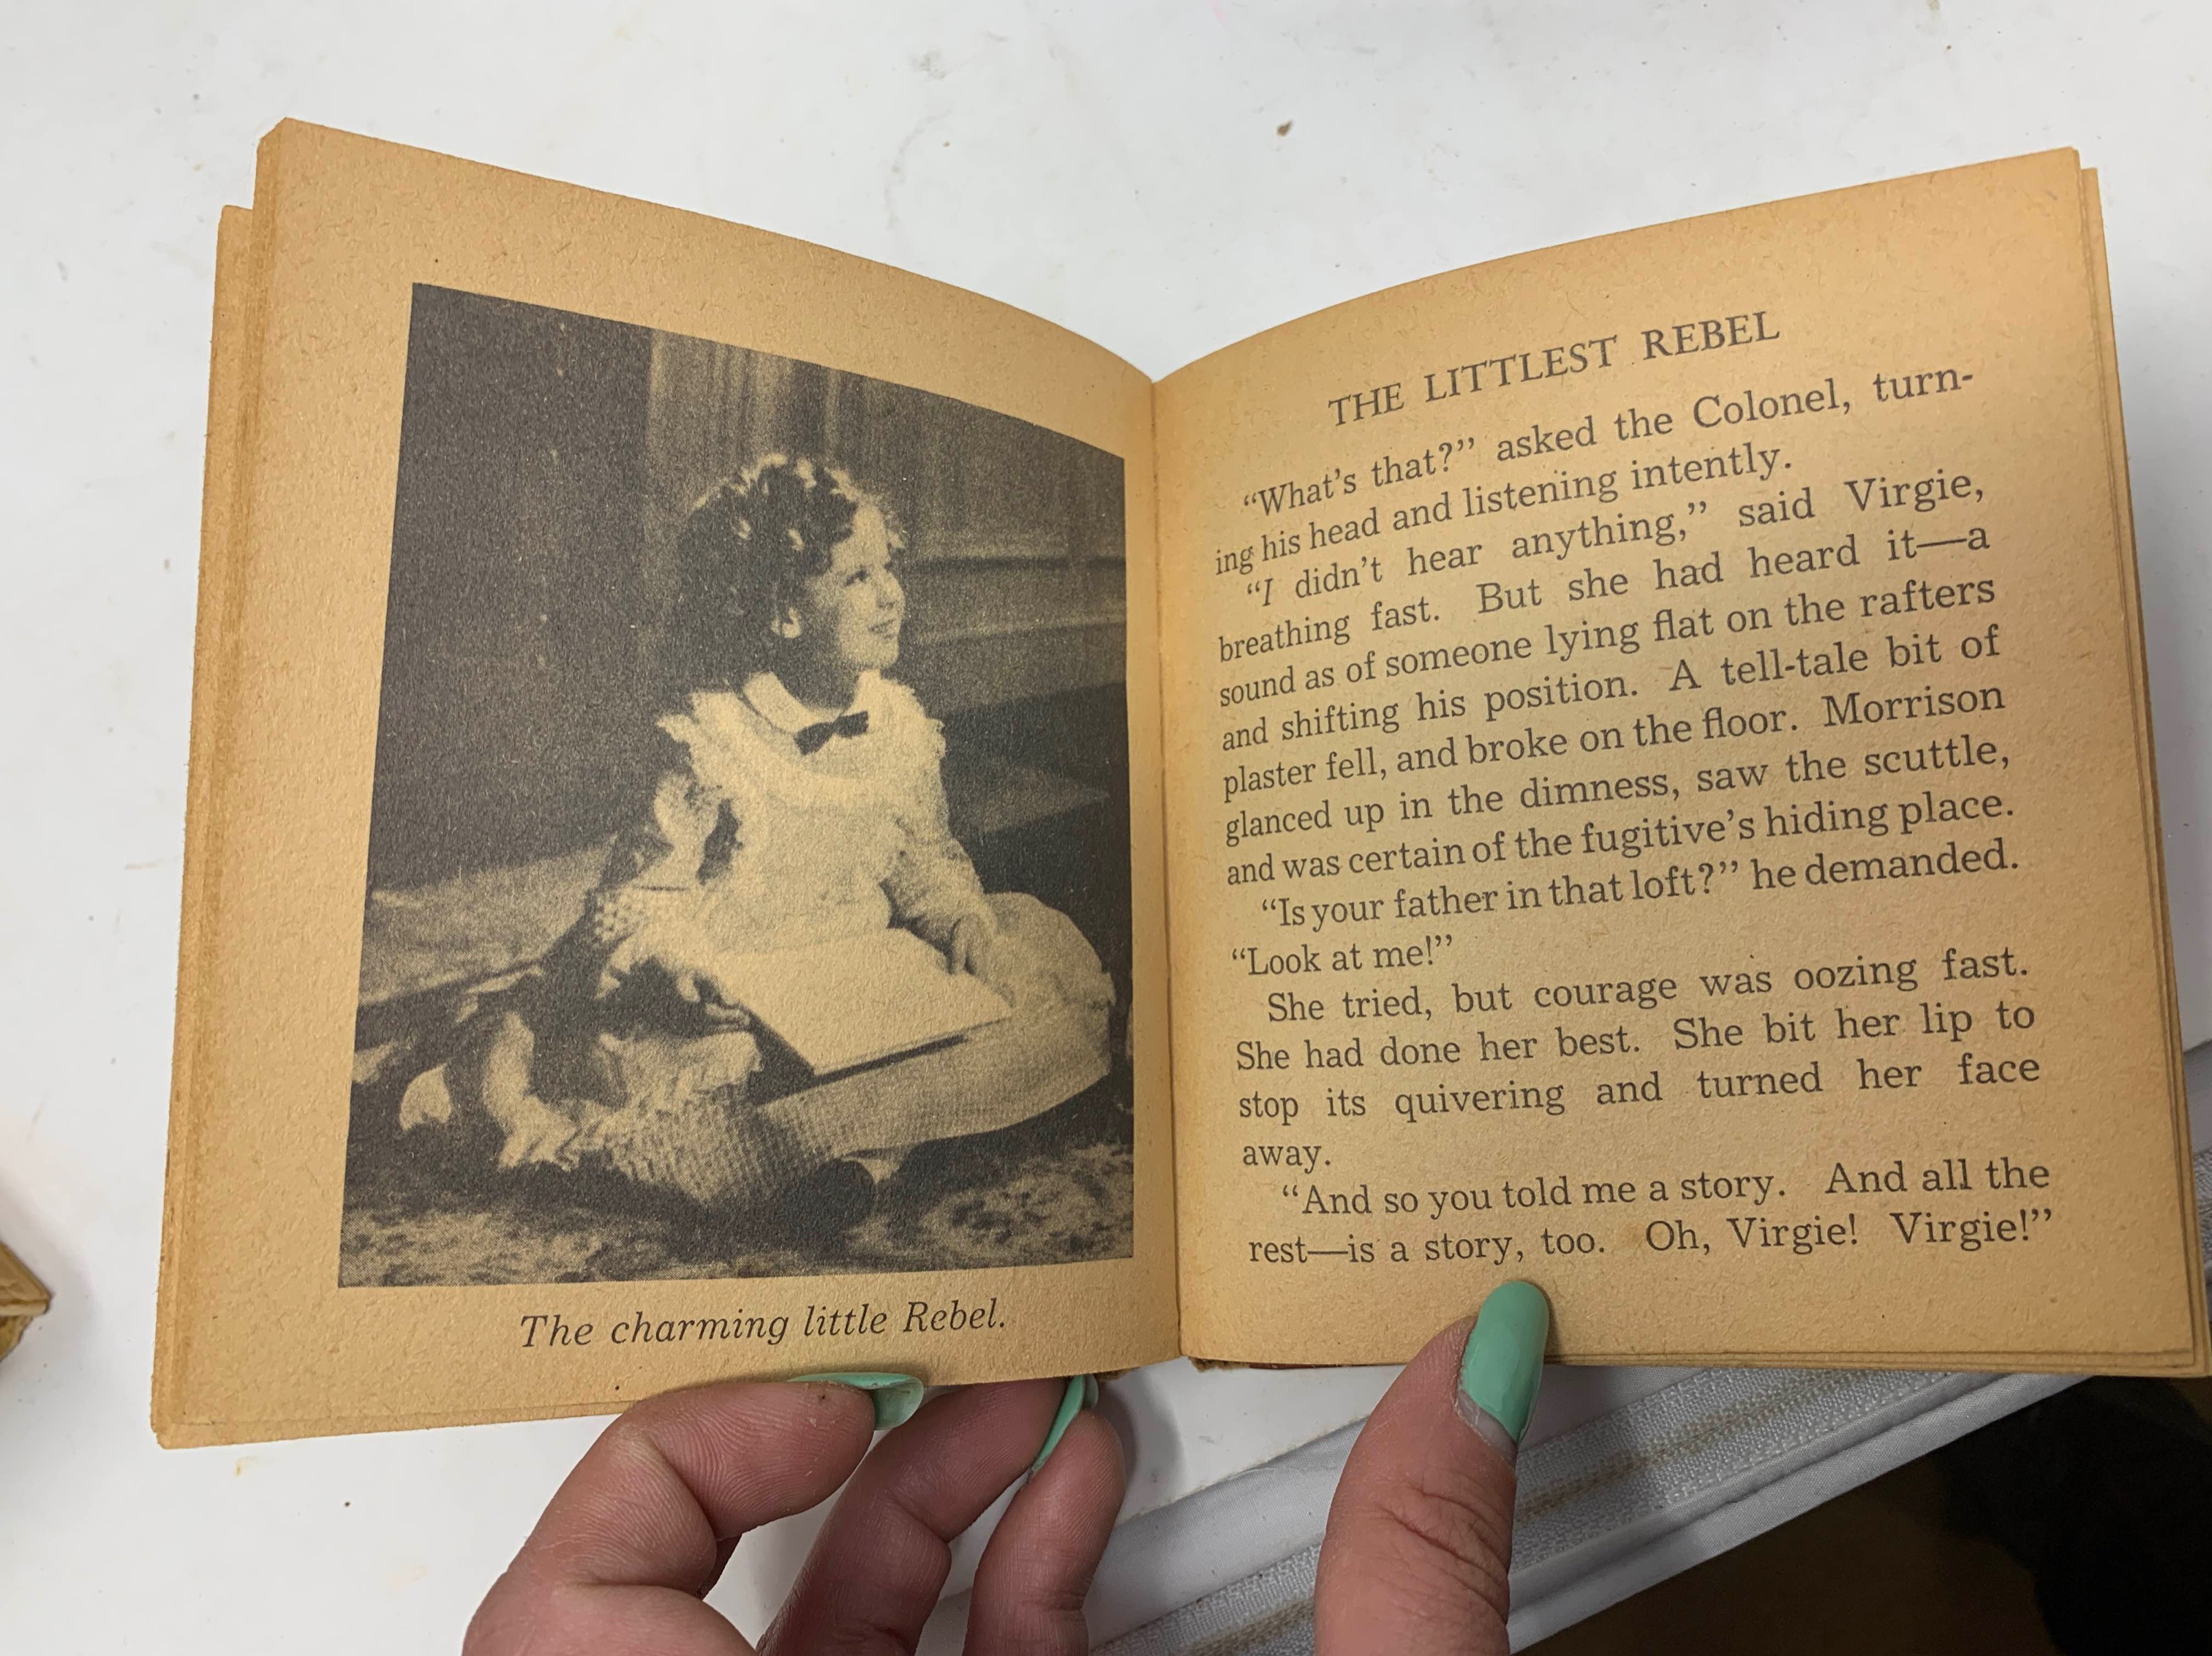 The charming little Rebel.
THE LITTLEST REBEL
“What’s that?” asked the Colonel, turn-
ing his head and listening intently.
“I didn’t hear anything,” said Virgie,
breathing fast. But she had heard it—a
sound as of someone lying flat on the rafters
and shifting his position. A tell-tale bit of
plaster fell, and broke on the floor. Morrison
glanced up in the dimness, saw the scuttle,
and was certain of the fugitive’s hiding place.
“Is your father in that loft?” he demanded.
“Look at me!”
She tried, but courage was oozing fast.
She had done her best. She bit her lip to
stop its quivering and turned her face
away.
“And so you told me a story. And all the
rest—is a story, too. Oh, Virgie! Virgie!”